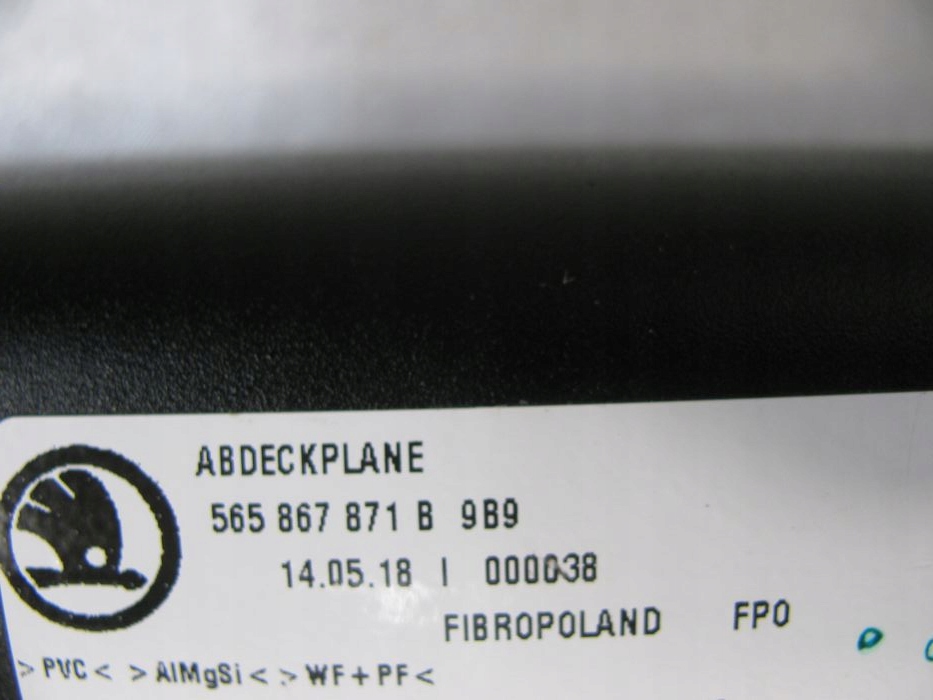 ABDECKPLANE
565 867 871 B 9B9
14.05.18 | 000038
FIBROPOLAND FPO
>PVC< >AlMgSi< >WF+PF<